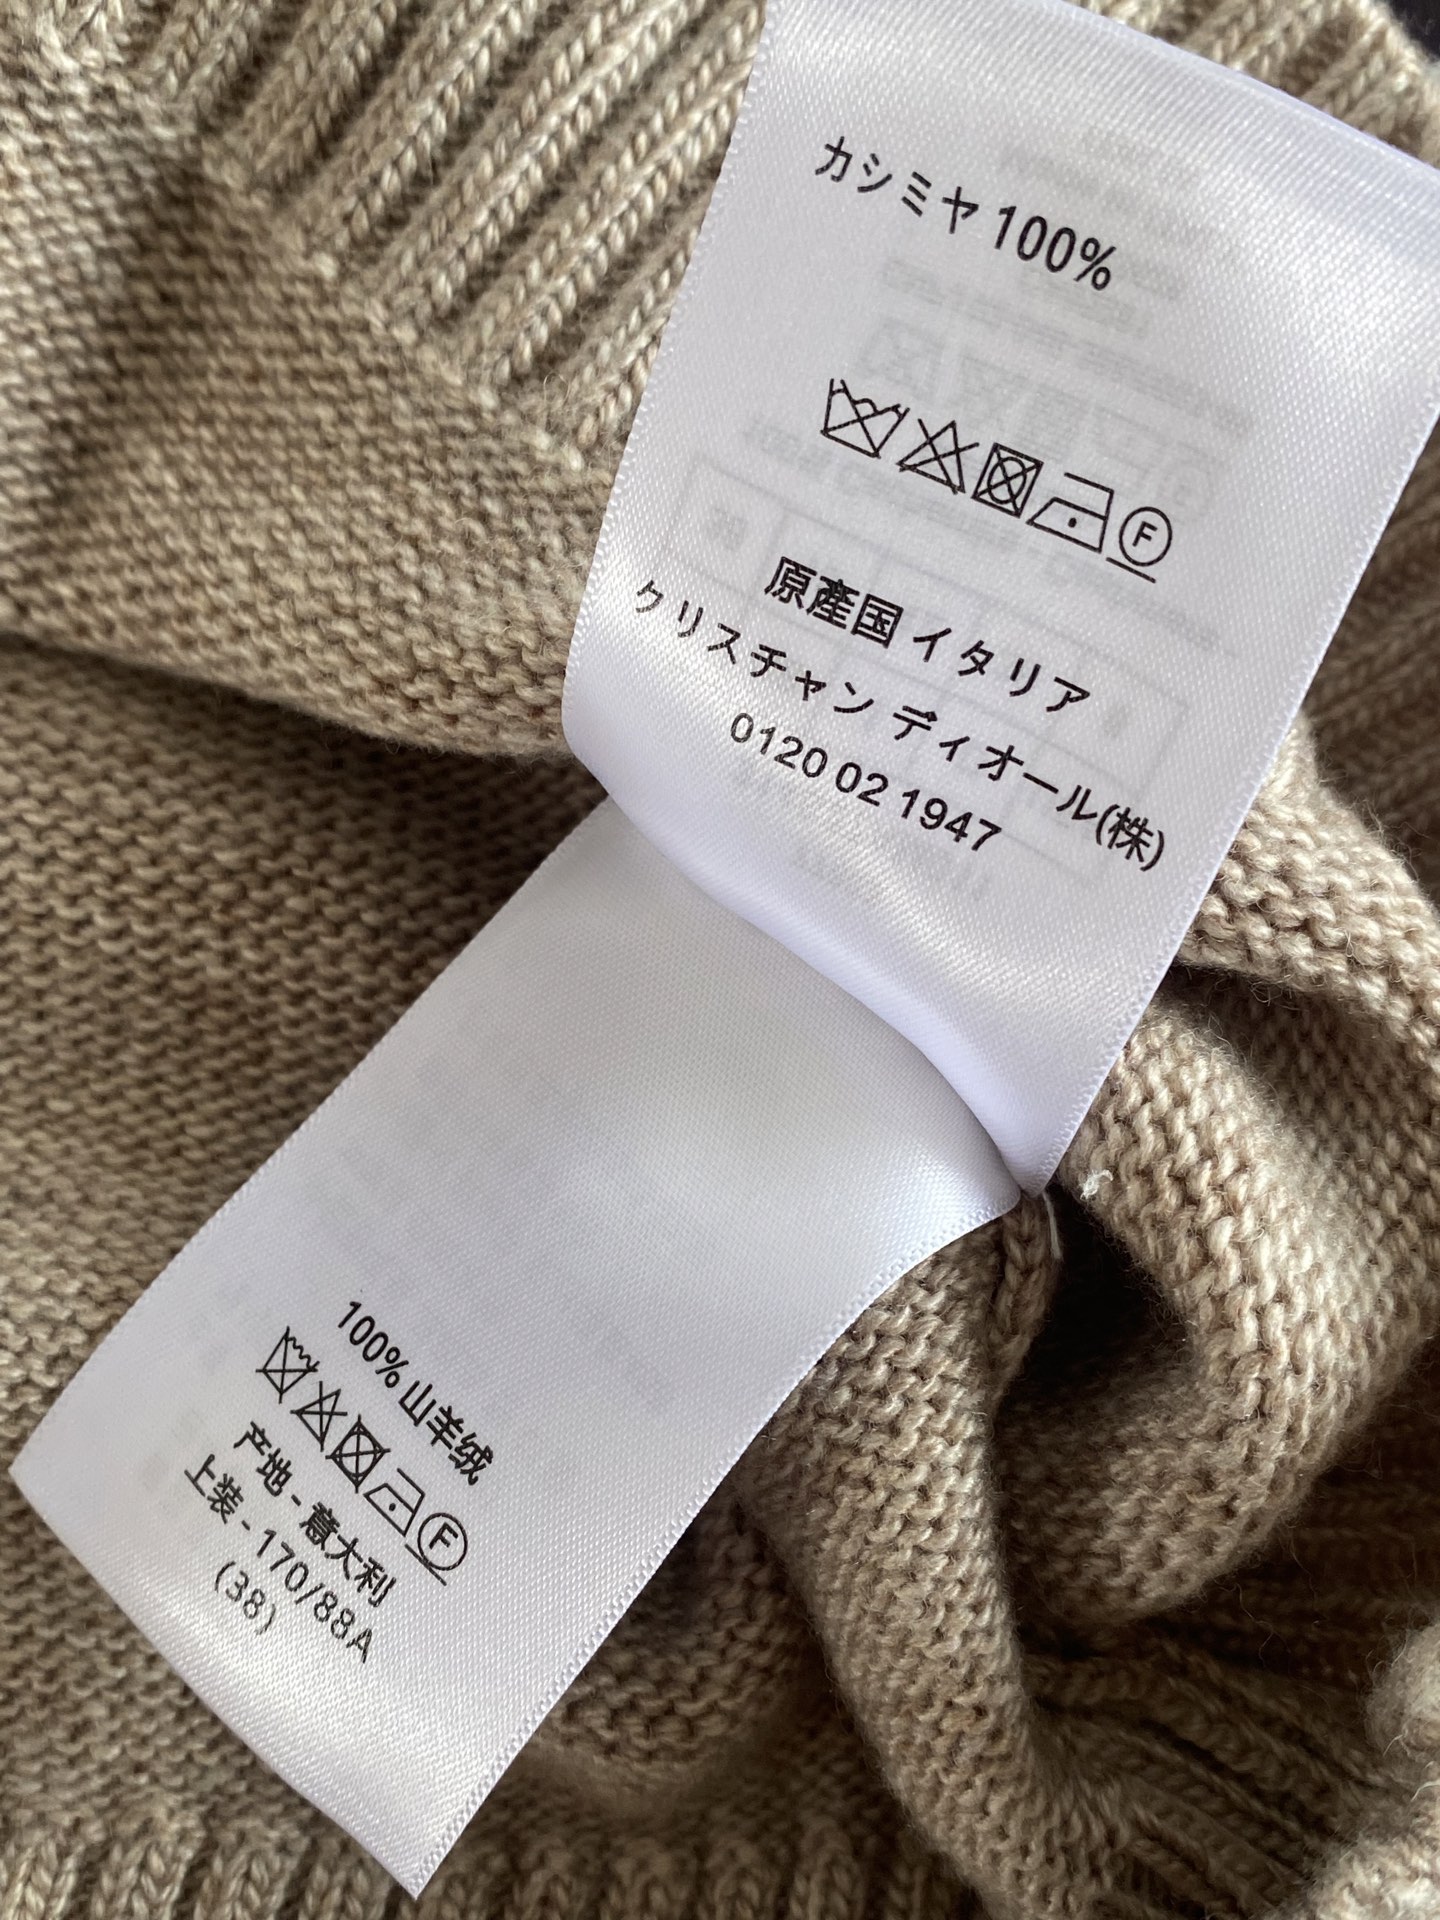 カシミヤ 100%
F
原産国 イタリア
クリスチャン ディオール(株)
0120 02 1947
100% 山羊绒
F
产地 - 意大利
上装 - 170/88A
(38)